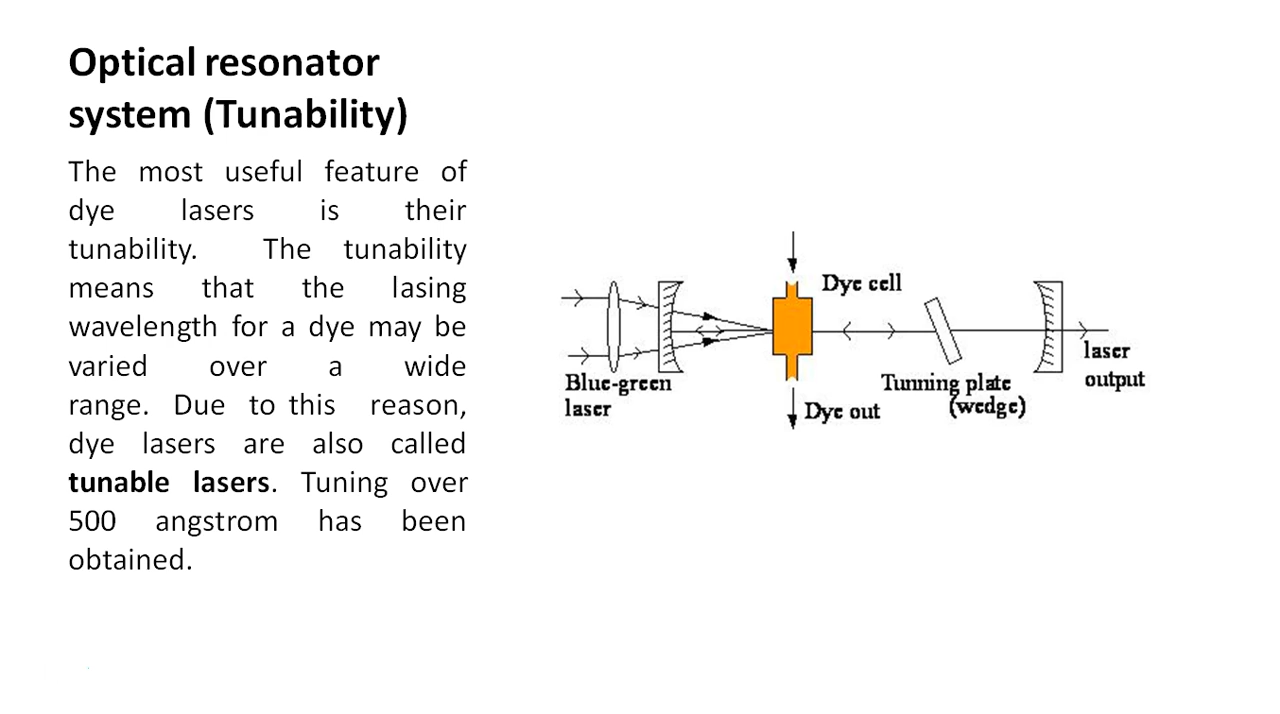 Optical resonator
system (Tunability)
The most useful feature of
dye lasers is their
tunability. The tunability
means that the lasing
wavelength for a dye may be
varied over a wide
range. Due to this reason,
dye lasers are also called
tunable lasers. Tuning over
500 angstrom has been
obtained.
Dye cell
Blue-green
laser
Dye out
Tunning plate
(wedge)
laser
output